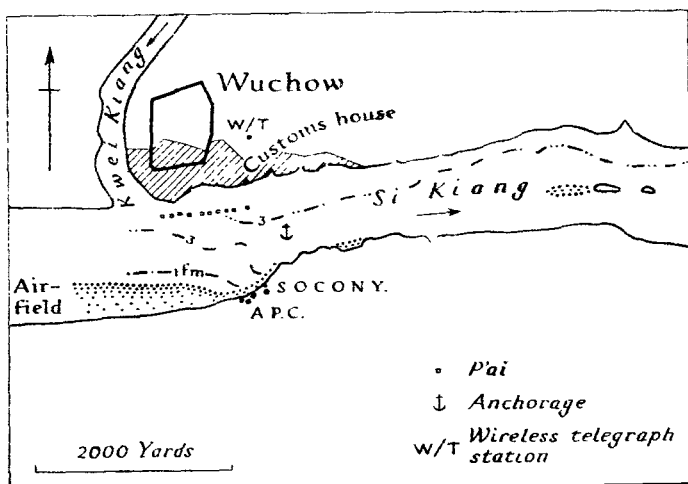 Kwei Kiang
Wuchow
W/T
Customs house
Si Kiang
3
3
1fm
Air-
field
SOCONY.
A P.C.
P'ai
Anchorage
W/T Wireless telegraph
station
2000 Yards